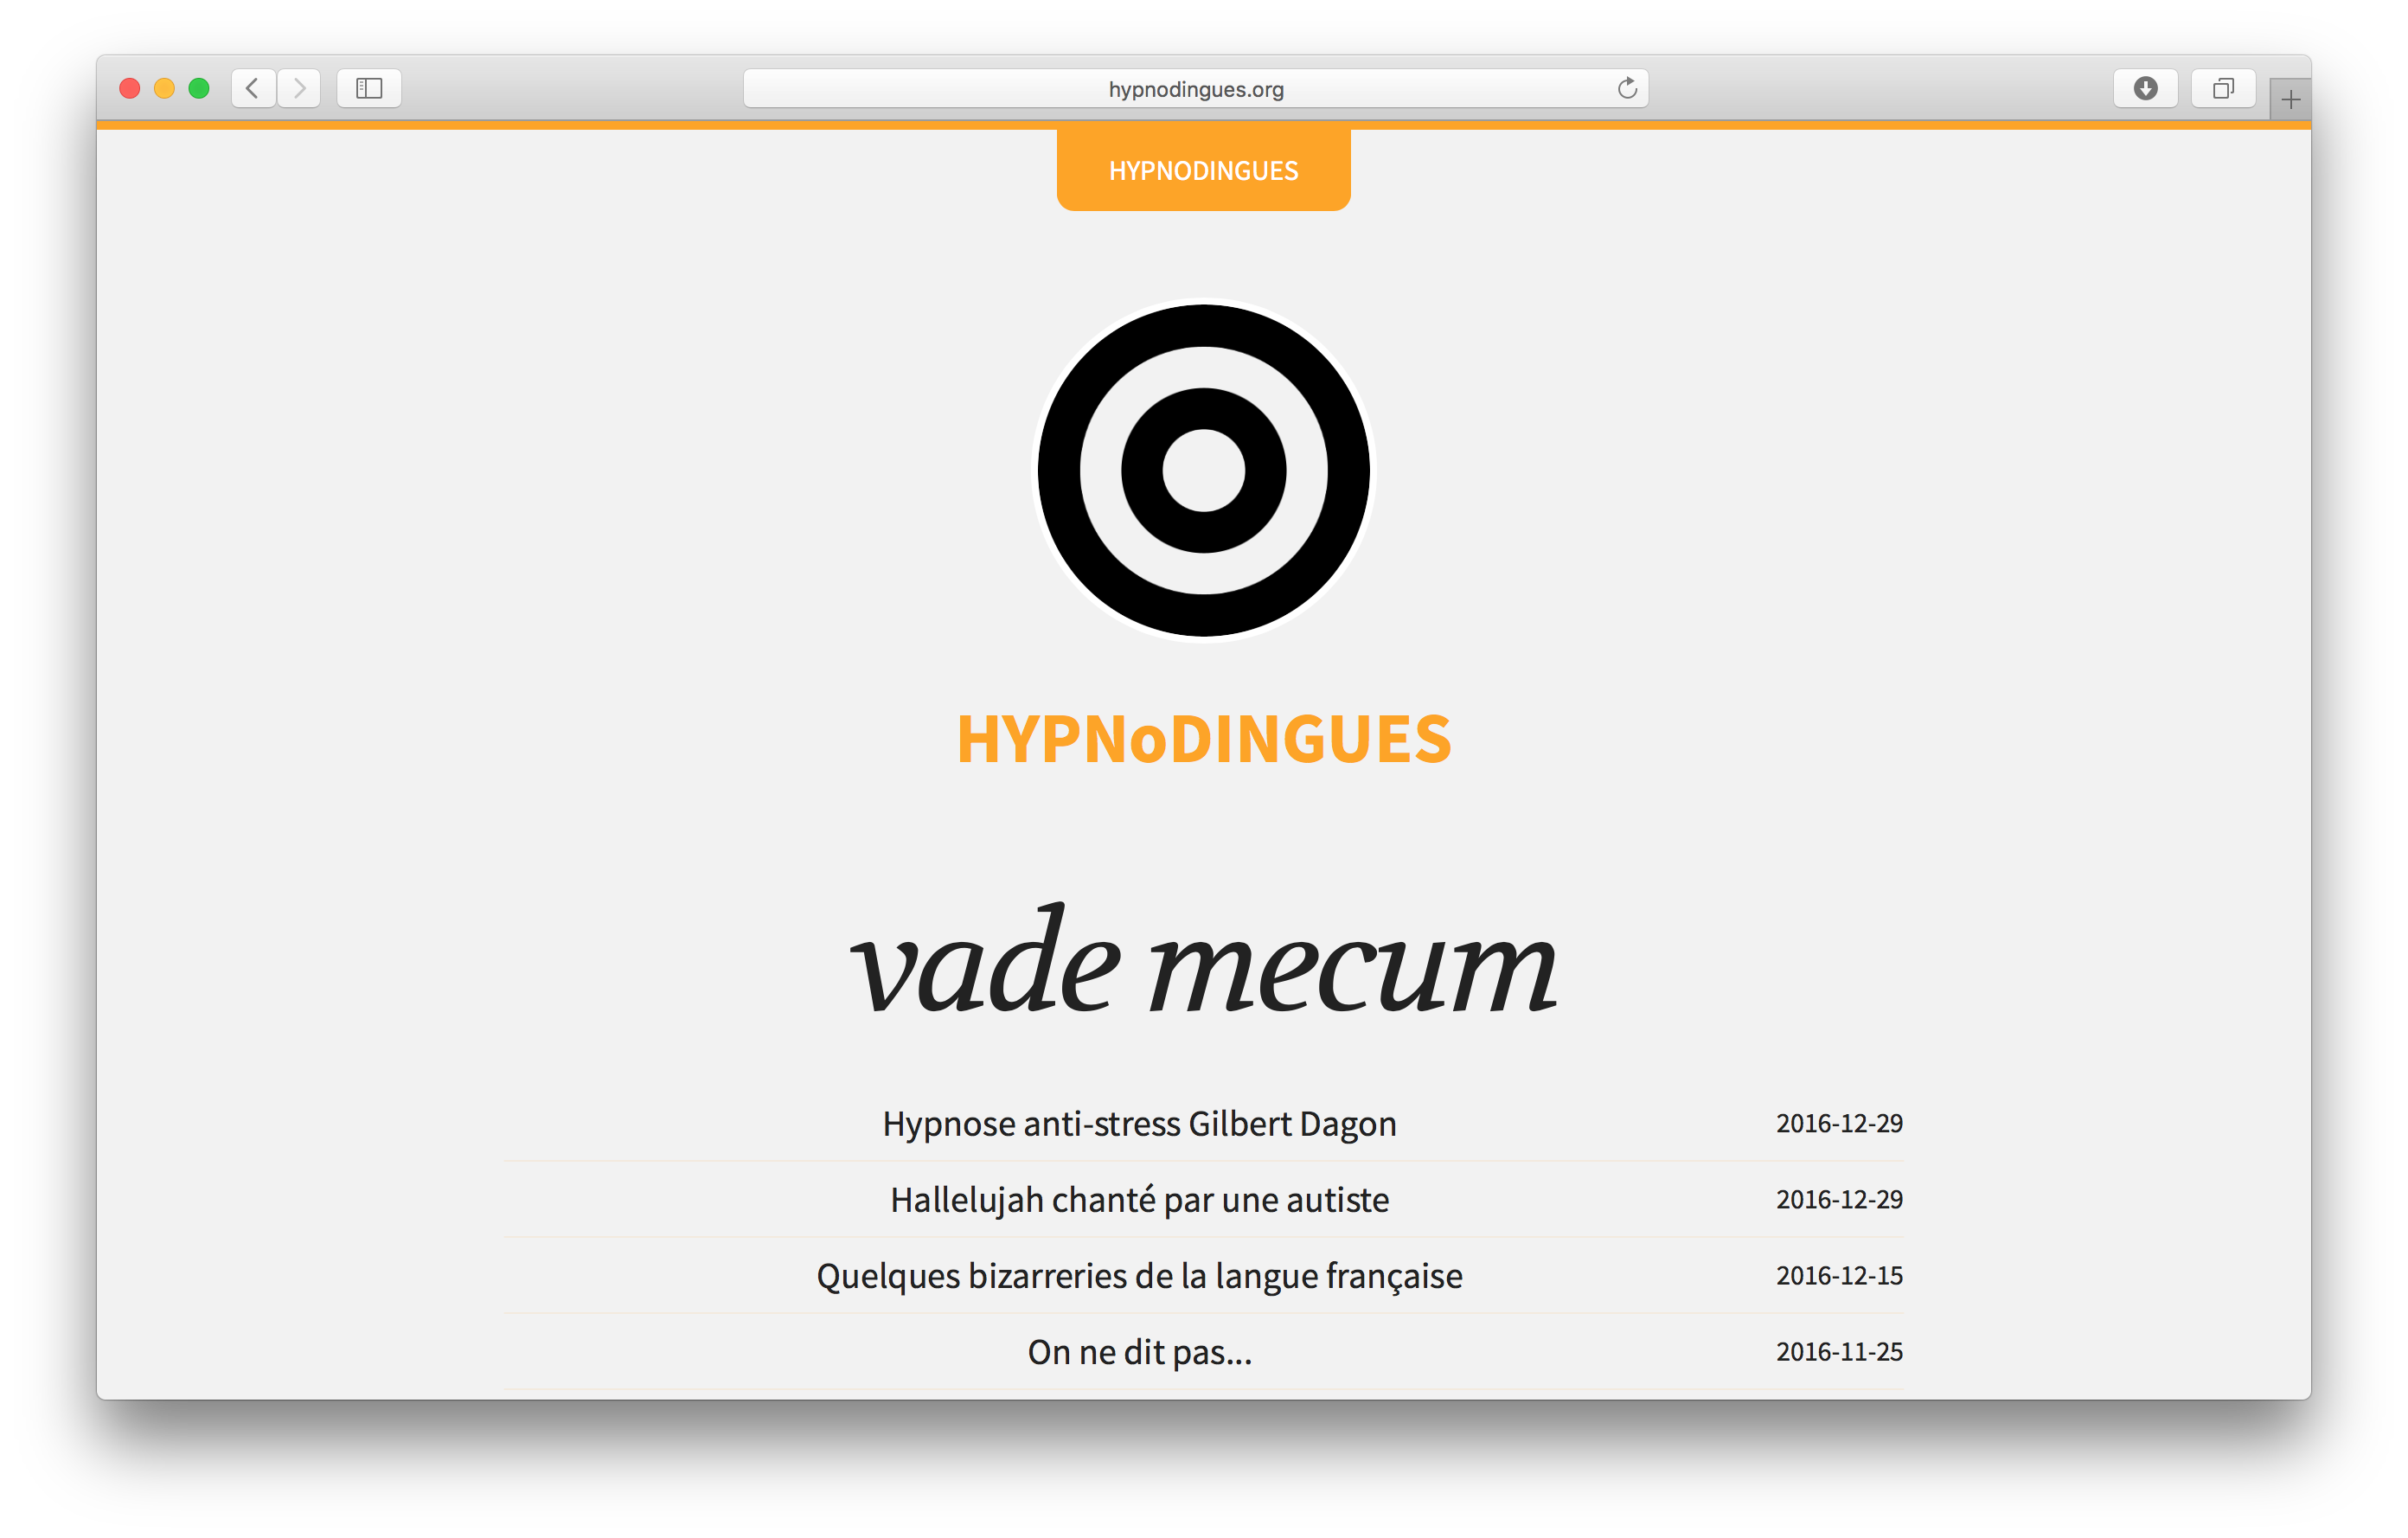 hypnodingues.org
HYPNODINGUES
HYPNoDINGUES
vade mecum
Hypnose anti-stress Gilbert Dagon 2016-12-29
Hallelujah chanté par une autiste 2016-12-29
Quelques bizarreries de la langue française 2016-12-15
On ne dit pas... 2016-11-25